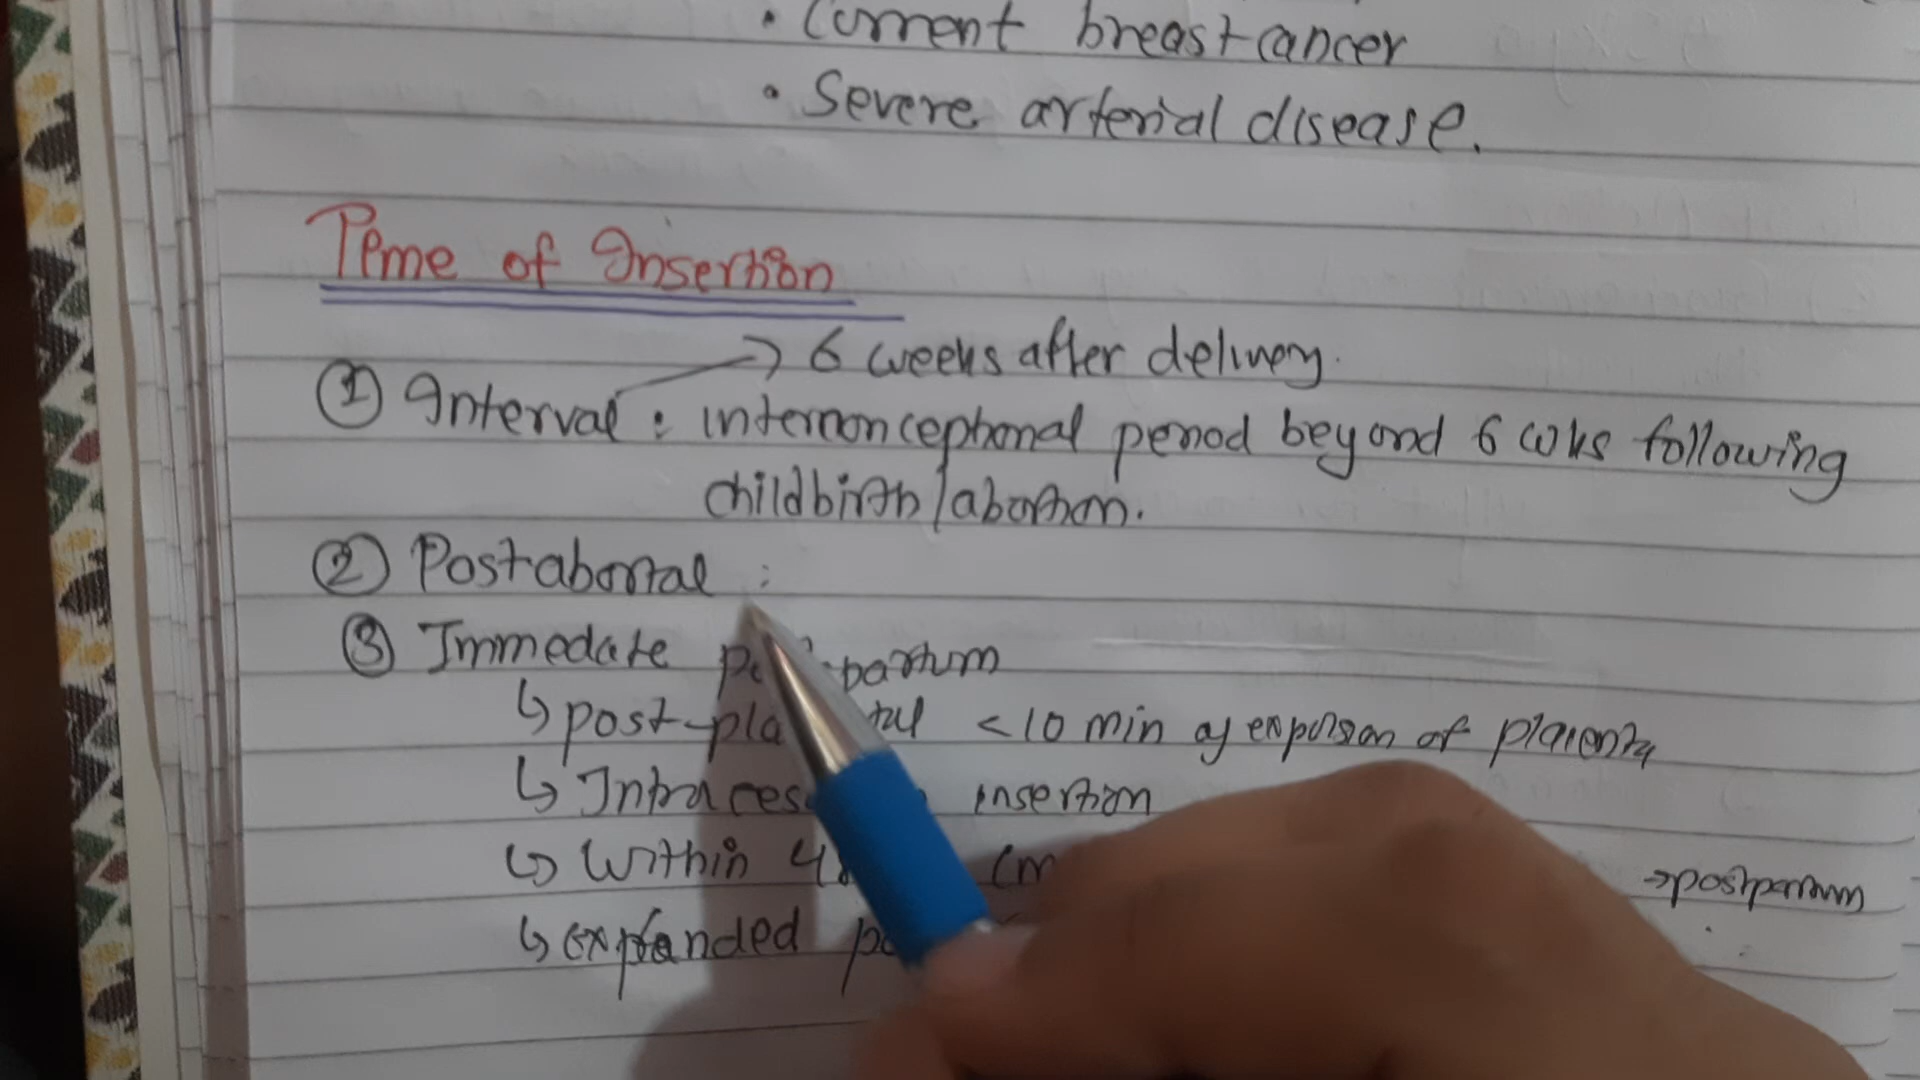 • Current breast cancer
• Severe arterial disease.
Time of Insertion
→ 6 weeks after delivery.
① Interval : interconceptional period beyond 6 wks following
childbirth/abortion.
② Postabortal :
③ Immedate partum
↳ post-pla < 10 min of expulsion of placenta
↳ insertion
↳ Within
→ postpartum
↳ expanded